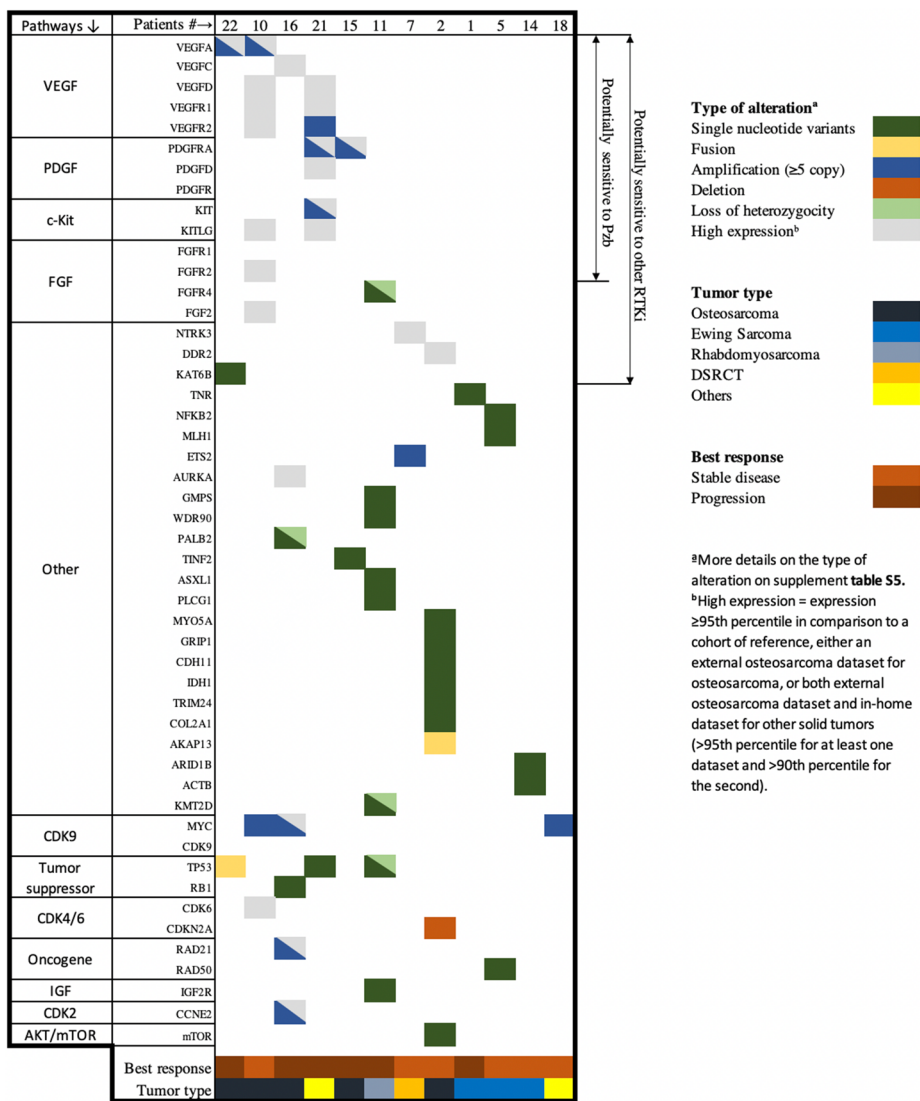 Pathways ↓ Patients #→ 22 10 16 21 15 11 7 2 1 5 14 18
VEGF
VEGFA
VEGFC
VEGFD
VEGFR1
VEGFR2
PDGF
PDGFRA
PDGFD
PDGFR
c-Kit
KIT
KITLG
FGF
FGFR1
FGFR2
FGFR4
FGF2
Other
NTRK3
DDR2
KAT6B
TNR
NFKB2
MLH1
ETS2
AURKA
GMPS
WDR90
PALB2
TINF2
ASXL1
PLCG1
MYO5A
GRIP1
CDH11
IDH1
TRIM24
COL2A1
AKAP13
ARID1B
ACTB
KMT2D
CDK9
MYC
CDK9
Tumor
suppressor
TP53
RB1
CDK4/6
CDK6
CDKN2A
Oncogene
RAD21
RAD50
IGF
IGF2R
CDK2
CCNE2
AKT/mTOR
mTOR
Best response
Tumor type
Potentially sensitive to Pzb
Potentially sensitive to other RTKi
Type of alterationᵃ
Single nucleotide variants
Fusion
Amplification (≥5 copy)
Deletion
Loss of heterozygocity
High expressionᵇ
Tumor type
Osteosarcoma
Ewing Sarcoma
Rhabdomyosarcoma
DSRCT
Others
Best response
Stable disease
Progression
ᵃMore details on the type of
alteration on supplement table S5.
ᵇHigh expression = expression
≥95th percentile in comparison to a
cohort of reference, either an
external osteosarcoma dataset for
osteosarcoma, or both external
osteosarcoma dataset and in-home
dataset for other solid tumors
(>95th percentile for at least one
dataset and >90th percentile for
the second).